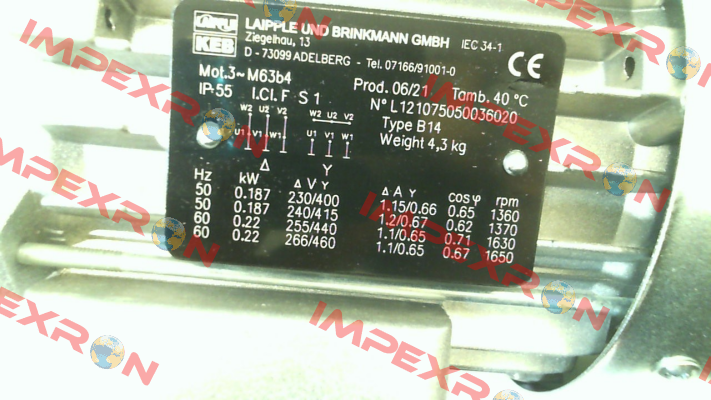 LAIPPLE
KEB
LAIPPLE UND BRINKMANN GMBH IEC 34-1
Ziegelhau, 13
D - 73099 ADELBERG - Tel. 07166/91001-0
CE
Mot.3~ M63b4 Prod. 06/21 Tamb. 40 °C
IP-55 I.Cl. F S 1 N° L121075050036020
Type B14
Weight 4,3 kg
W2 U2 V2 W2 U2 V2
U1 V1 W1 U1 V1 W1
Δ Y
Hz kW Δ V Y Δ A Y cosφ rpm
50 0.187 230/400 1.15/0.66 0.65 1360
50 0.187 240/415 1.2/0.67 0.62 1370
60 0.22 255/440 1.1/0.65 0.71 1630
60 0.22 266/460 1.1/0.65 0.67 1650
IMPEXRON
IMPEXRON
IMPEXRON
IMPEXRON